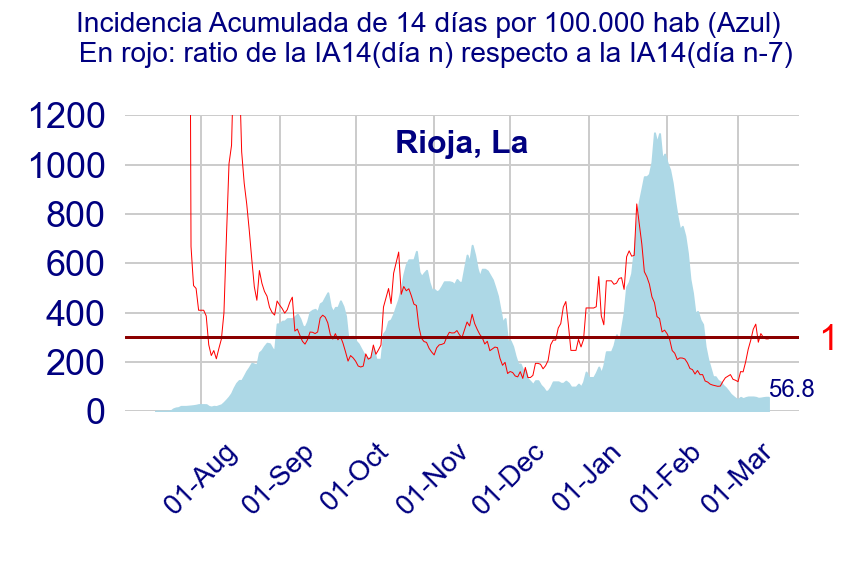 Incidencia Acumulada de 14 días por 100.000 hab (Azul)
En rojo: ratio de la IA14(día n) respecto a la IA14(día n-7)
Rioja, La
1200
1000
800
600
400
200
0
1
56.8
01-Aug
01-Sep
01-Oct
01-Nov
01-Dec
01-Jan
01-Feb
01-Mar